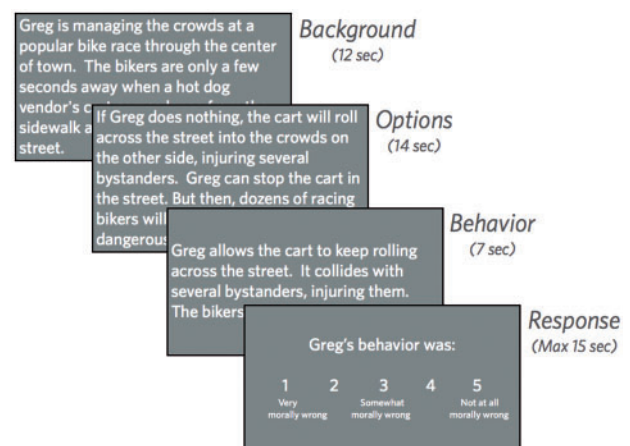 Greg is managing the crowds at a
popular bike race through the center
of town. The bikers are only a few
seconds away when a hot dog
vendor's
sidewalk
street.
Background
(12 sec)
If Greg does nothing, the cart will roll
across the street into the crowds on
the other side, injuring several
bystanders. Greg can stop the cart in
the street. But then, dozens of racing
bikers will
dangerous
Options
(14 sec)
Greg allows the cart to keep rolling
across the street. It collides with
several bystanders, injuring them.
The bikers
Behavior
(7 sec)
Greg's behavior was:
1 2 3 4 5
Very morally wrong Somewhat morally wrong Not at all morally wrong
Response
(Max 15 sec)